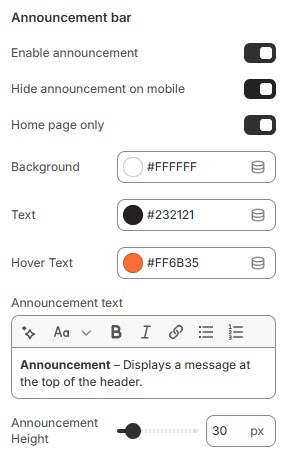 Announcement bar
Enable announcement
Hide announcement on mobile
Home page only
Background #FFFFFF
Text #232121
Hover Text #FF6B35
Announcement text
Aa B I
Announcement – Displays a message at
the top of the header.
Announcement
Height 30 px